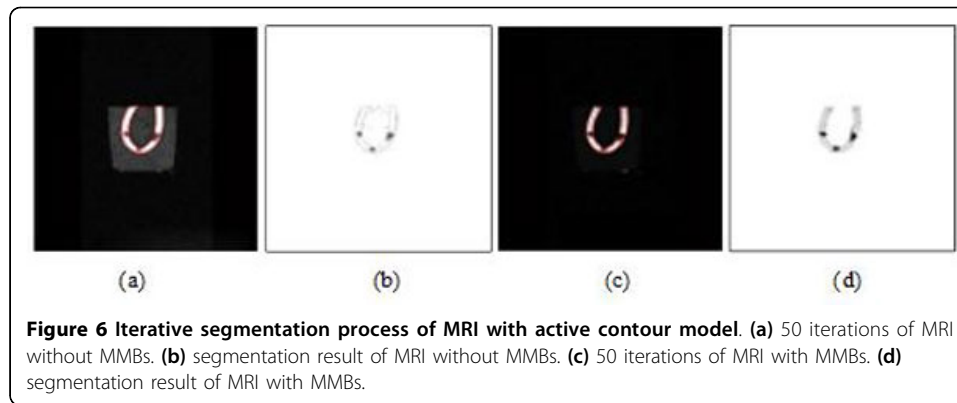 (a) (b) (c) (d)
Figure 6 Iterative segmentation process of MRI with active contour model. (a) 50 iterations of MRI
without MMBs. (b) segmentation result of MRI without MMBs. (c) 50 iterations of MRI with MMBs. (d)
segmentation result of MRI with MMBs.